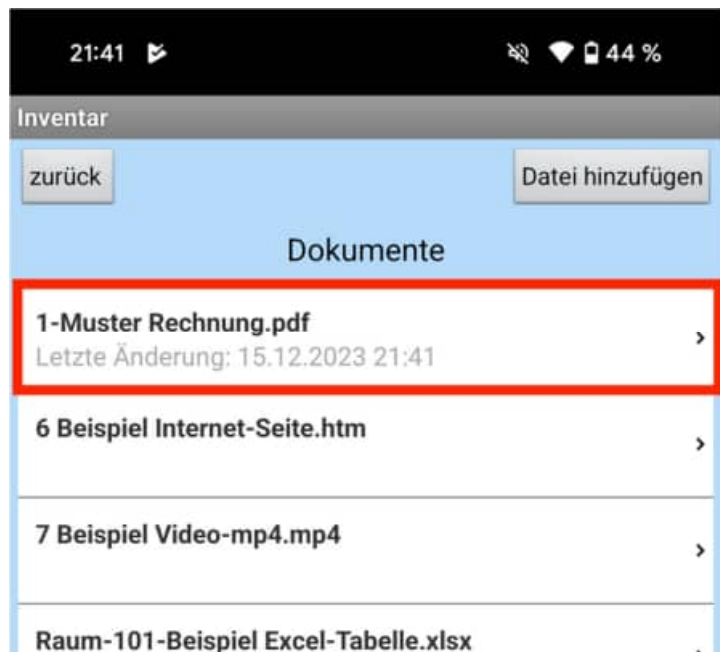 21:41 44 %
Inventar
zurück Datei hinzufügen
Dokumente
1-Muster Rechnung.pdf
Letzte Änderung: 15.12.2023 21:41
6 Beispiel Internet-Seite.htm
7 Beispiel Video-mp4.mp4
Raum-101-Beispiel Excel-Tabelle.xlsx